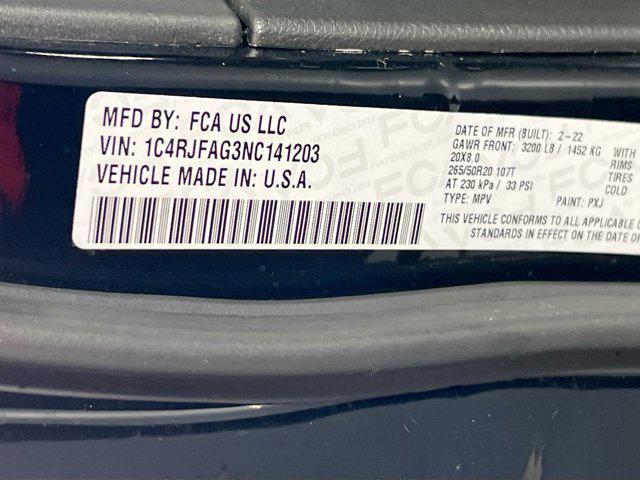 MFD BY: FCA US LLC
VIN: 1C4RJFAG3NC141203
VEHICLE MADE IN: U.S.A.
DATE OF MFR (BUILT): 2-22
GAWR FRONT: 3200 LB / 1452 KG WITH
20X8.0 RIMS
265/50R20 107T TIRES
AT 230 kPa / 33 PSI COLD
TYPE: MPV PAINT: PXJ
THIS VEHICLE CONFORMS TO ALL APPLICABLE
STANDARDS IN EFFECT ON THE DATE OF